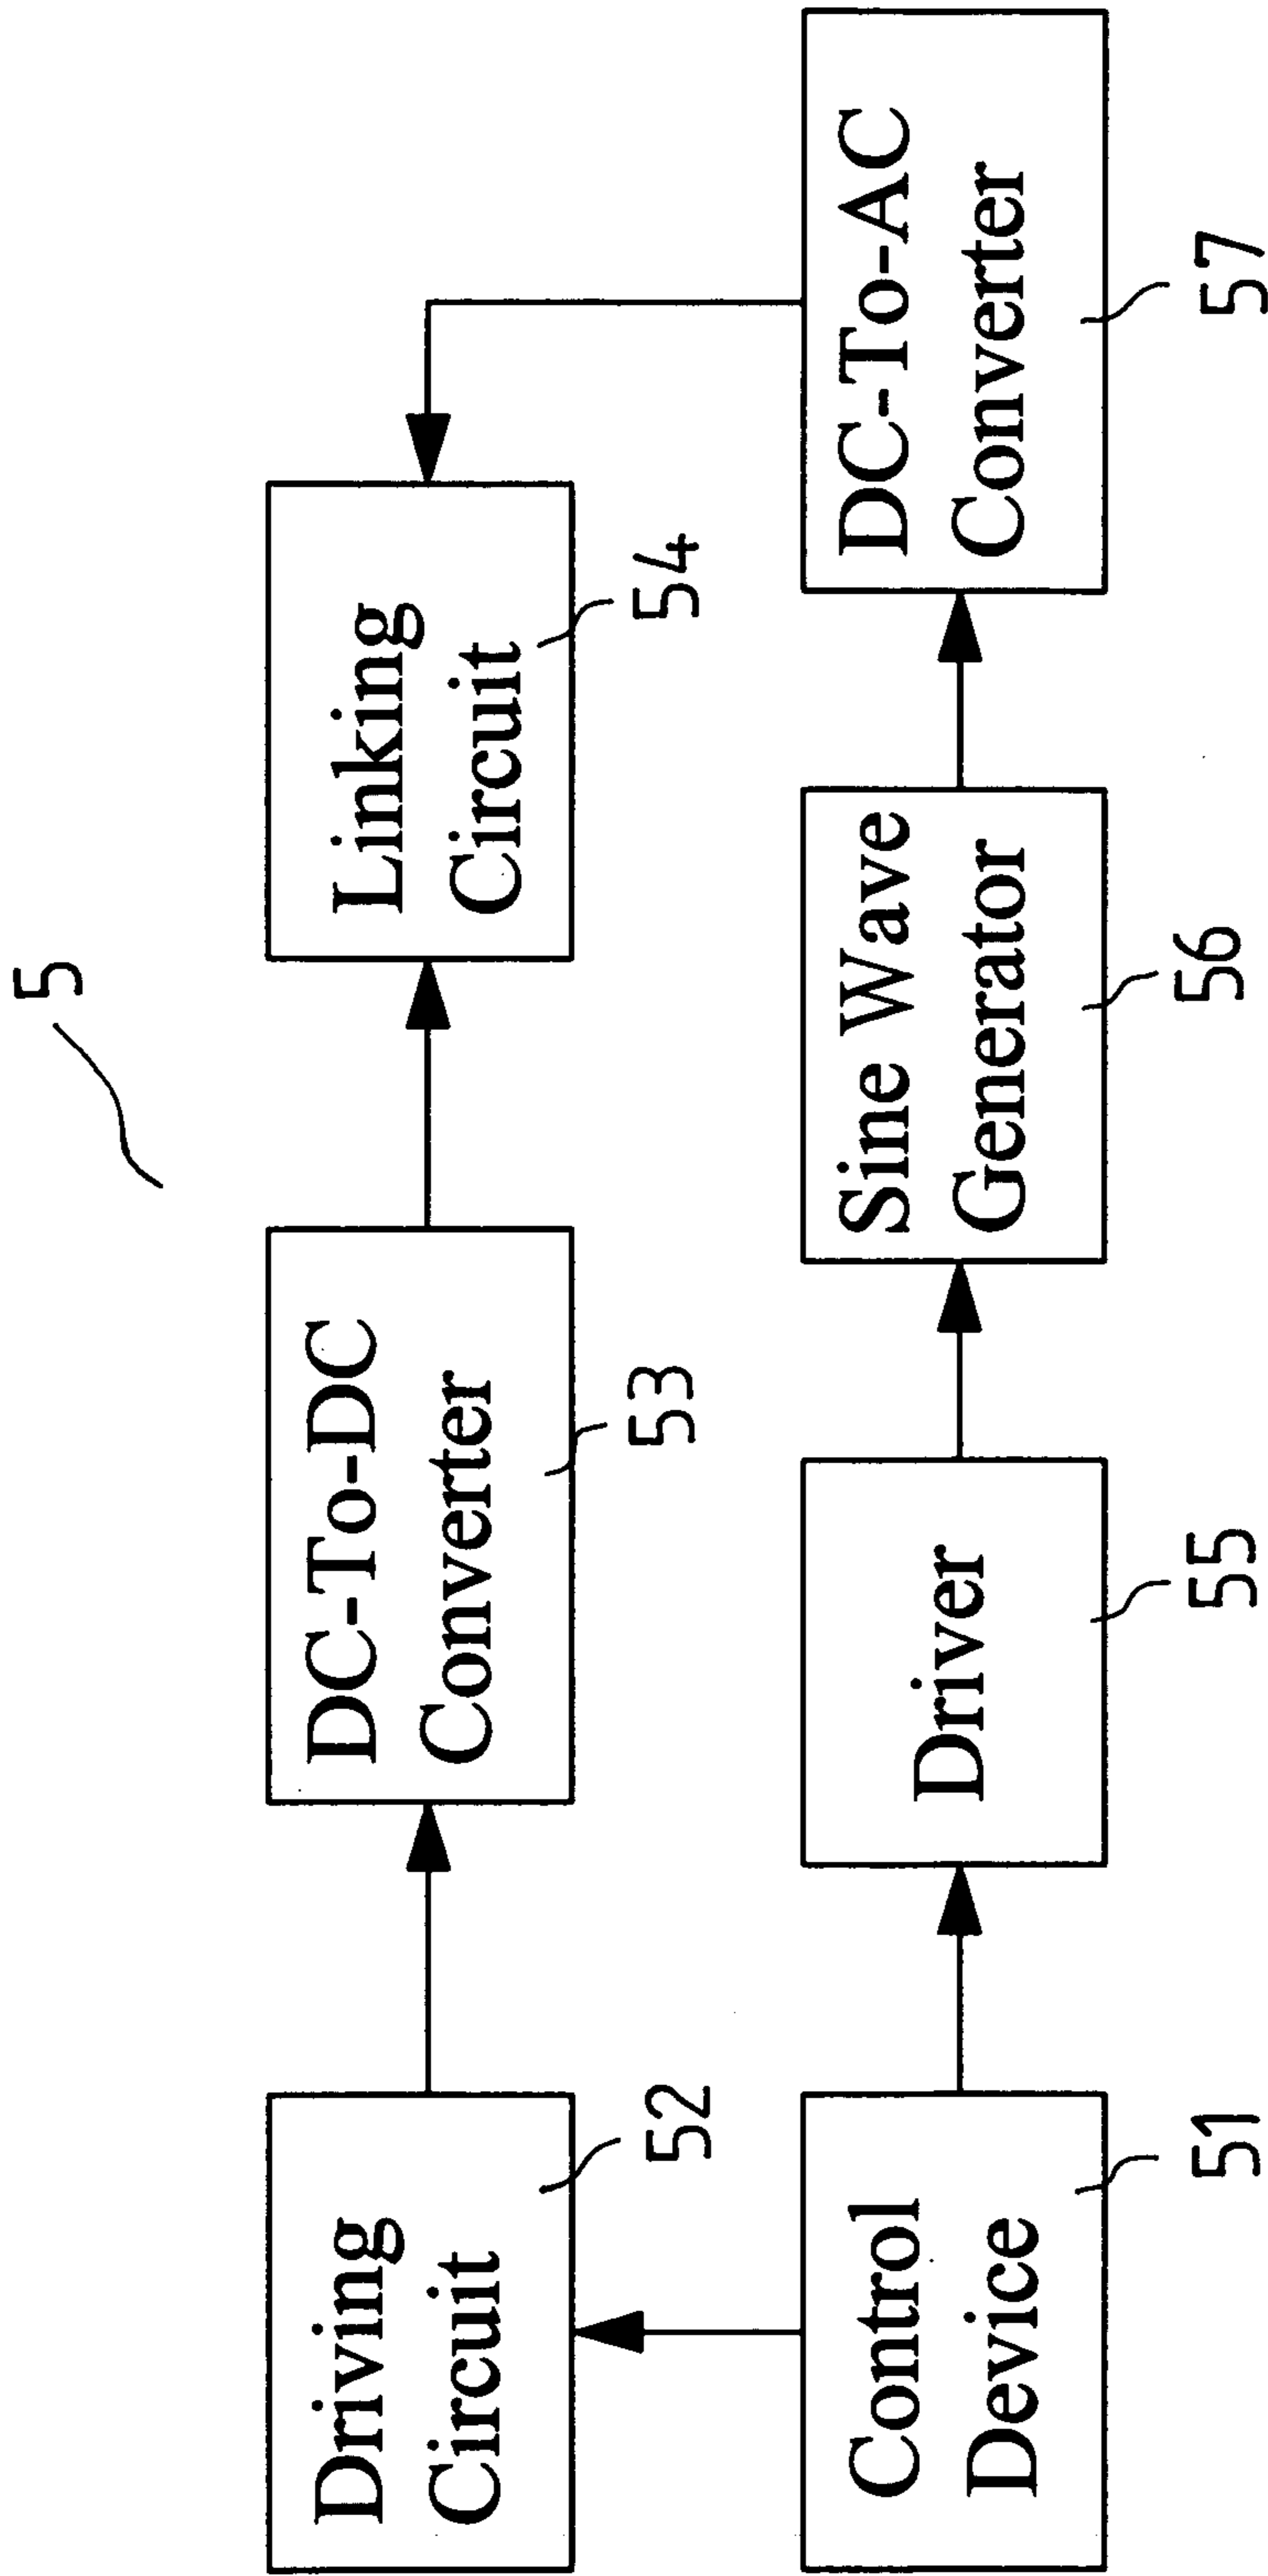 5
Driving
Circuit
52
DC-To-DC
Converter
53
Linking
Circuit
54
Control
Device
51
Driver
55
Sine Wave
Generator
56
DC-To-AC
Converter
57